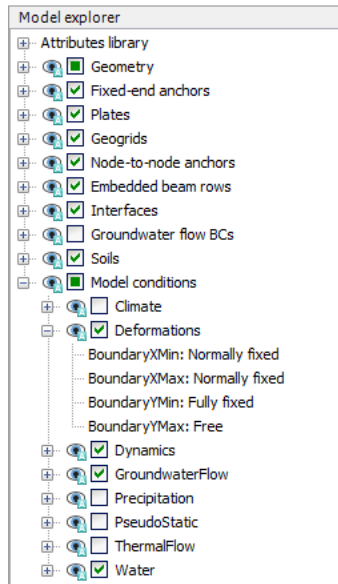 Model explorer
Attributes library
Geometry
Fixed-end anchors
Plates
Geogrids
Node-to-node anchors
Embedded beam rows
Interfaces
Groundwater flow BCs
Soils
Model conditions
Climate
Deformations
BoundaryXMin: Normally fixed
BoundaryXMax: Normally fixed
BoundaryYMin: Fully fixed
BoundaryYMax: Free
Dynamics
GroundwaterFlow
Precipitation
PseudoStatic
ThermalFlow
Water